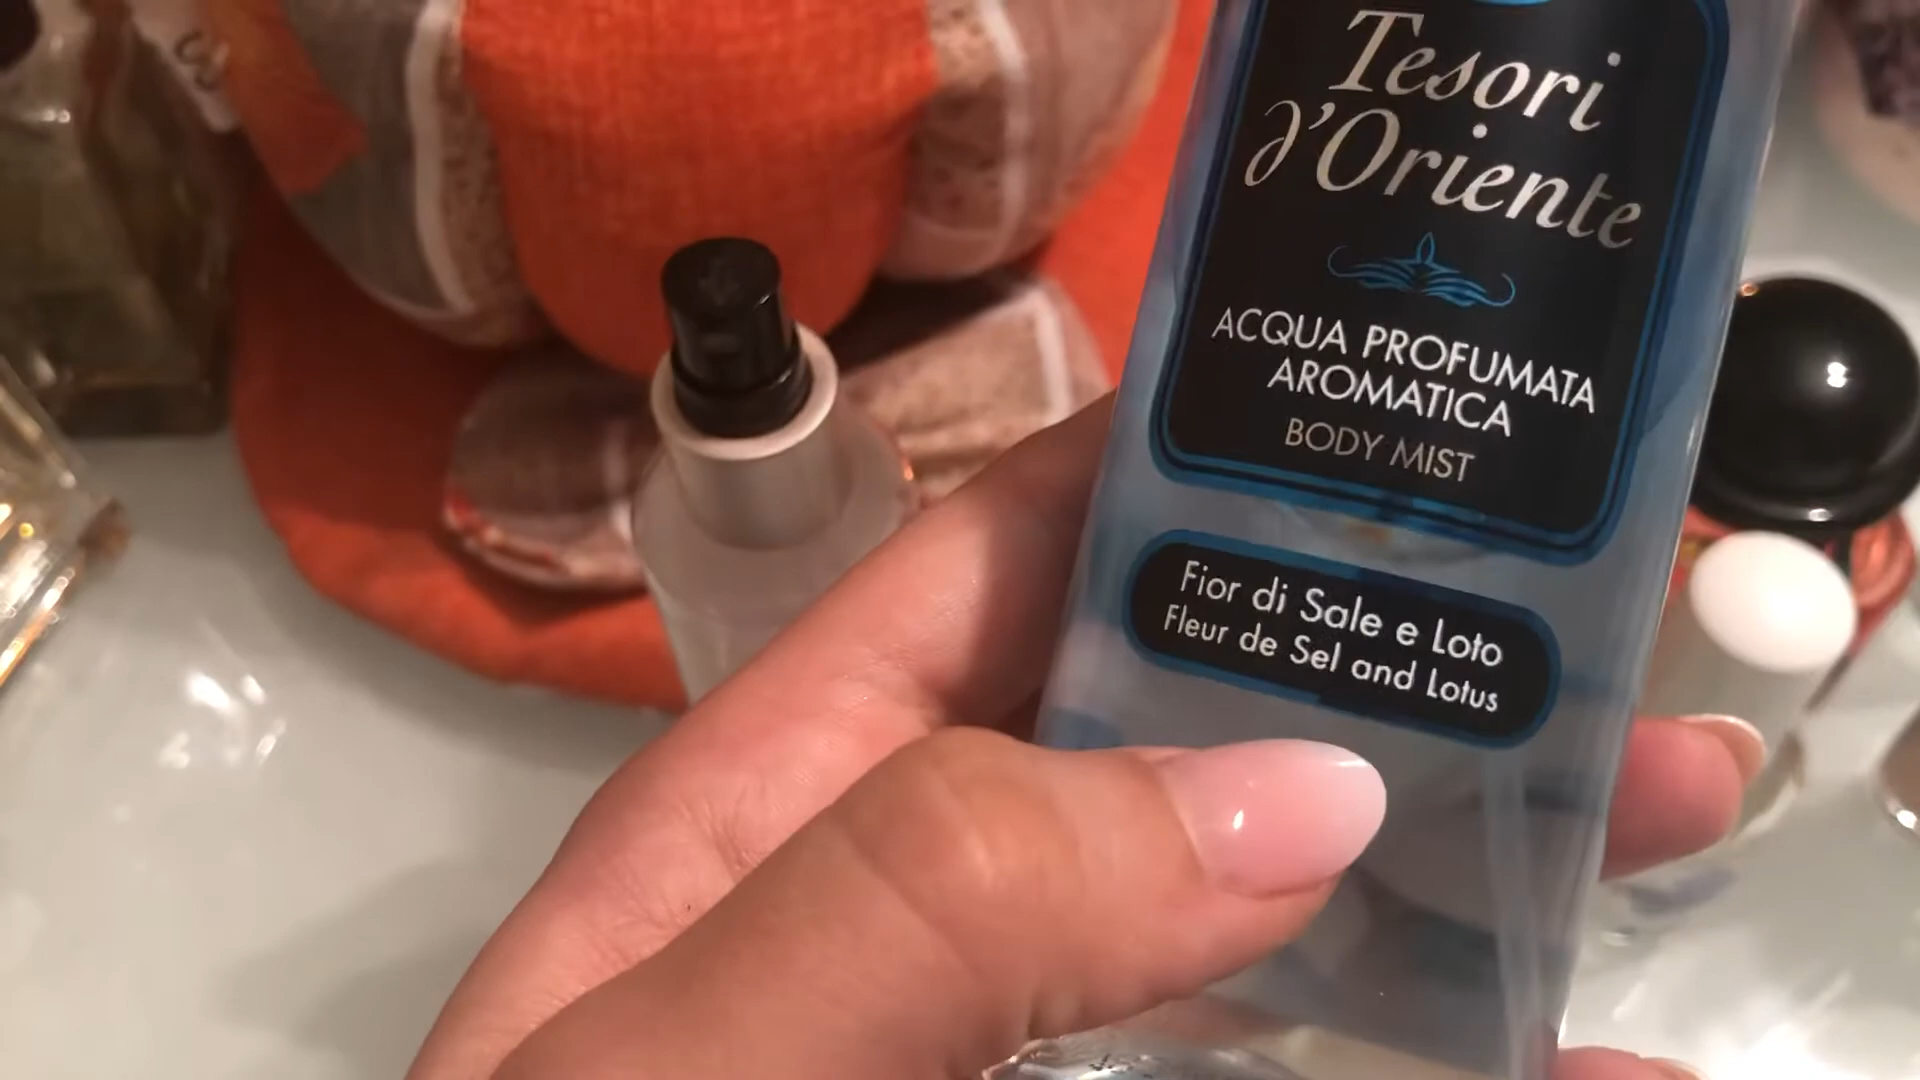 Tesori
d'Oriente
ACQUA PROFUMATA
AROMATICA
BODY MIST
Fior di Sale e Loto
Fleur de Sel and Lotus